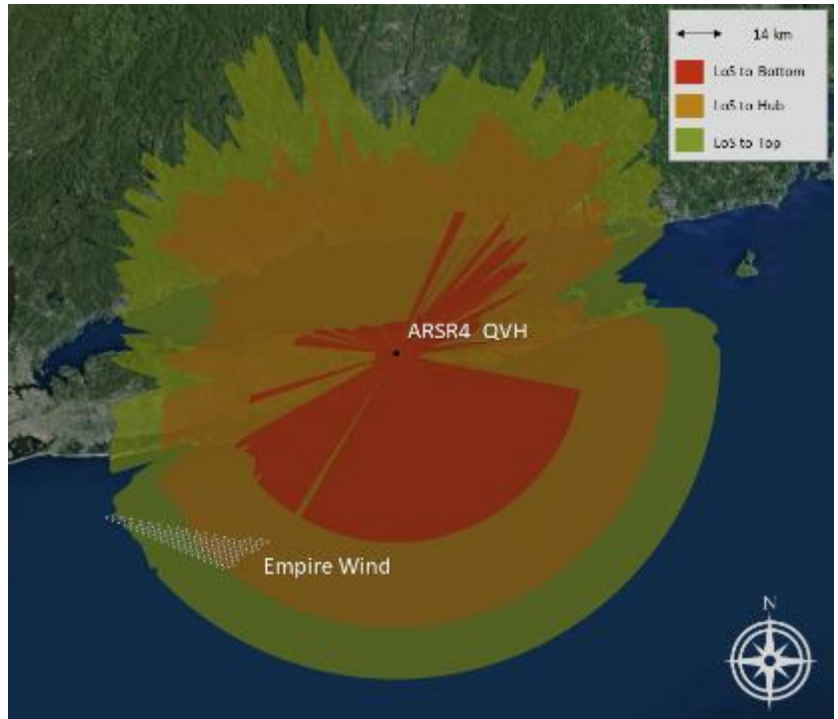 14 km
LoS to Bottom
LoS to Hub
LoS to Top
ARSR4 QVH
Empire Wind
N